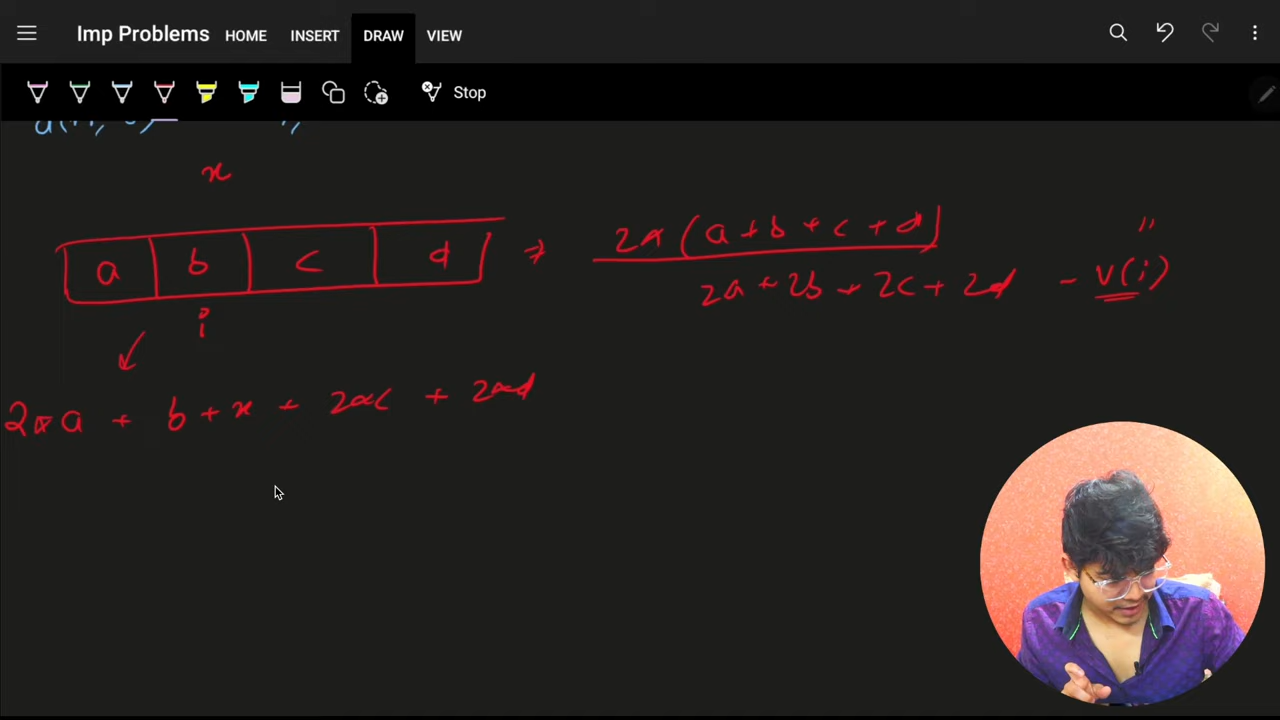 Imp Problems HOME INSERT DRAW VIEW
Stop
x
a b c d ⇒ 2x(a+b+c+d)
2a + 2b + 2c + 2d - v(i)
i
2xa + b + x + 2xc + 2xd